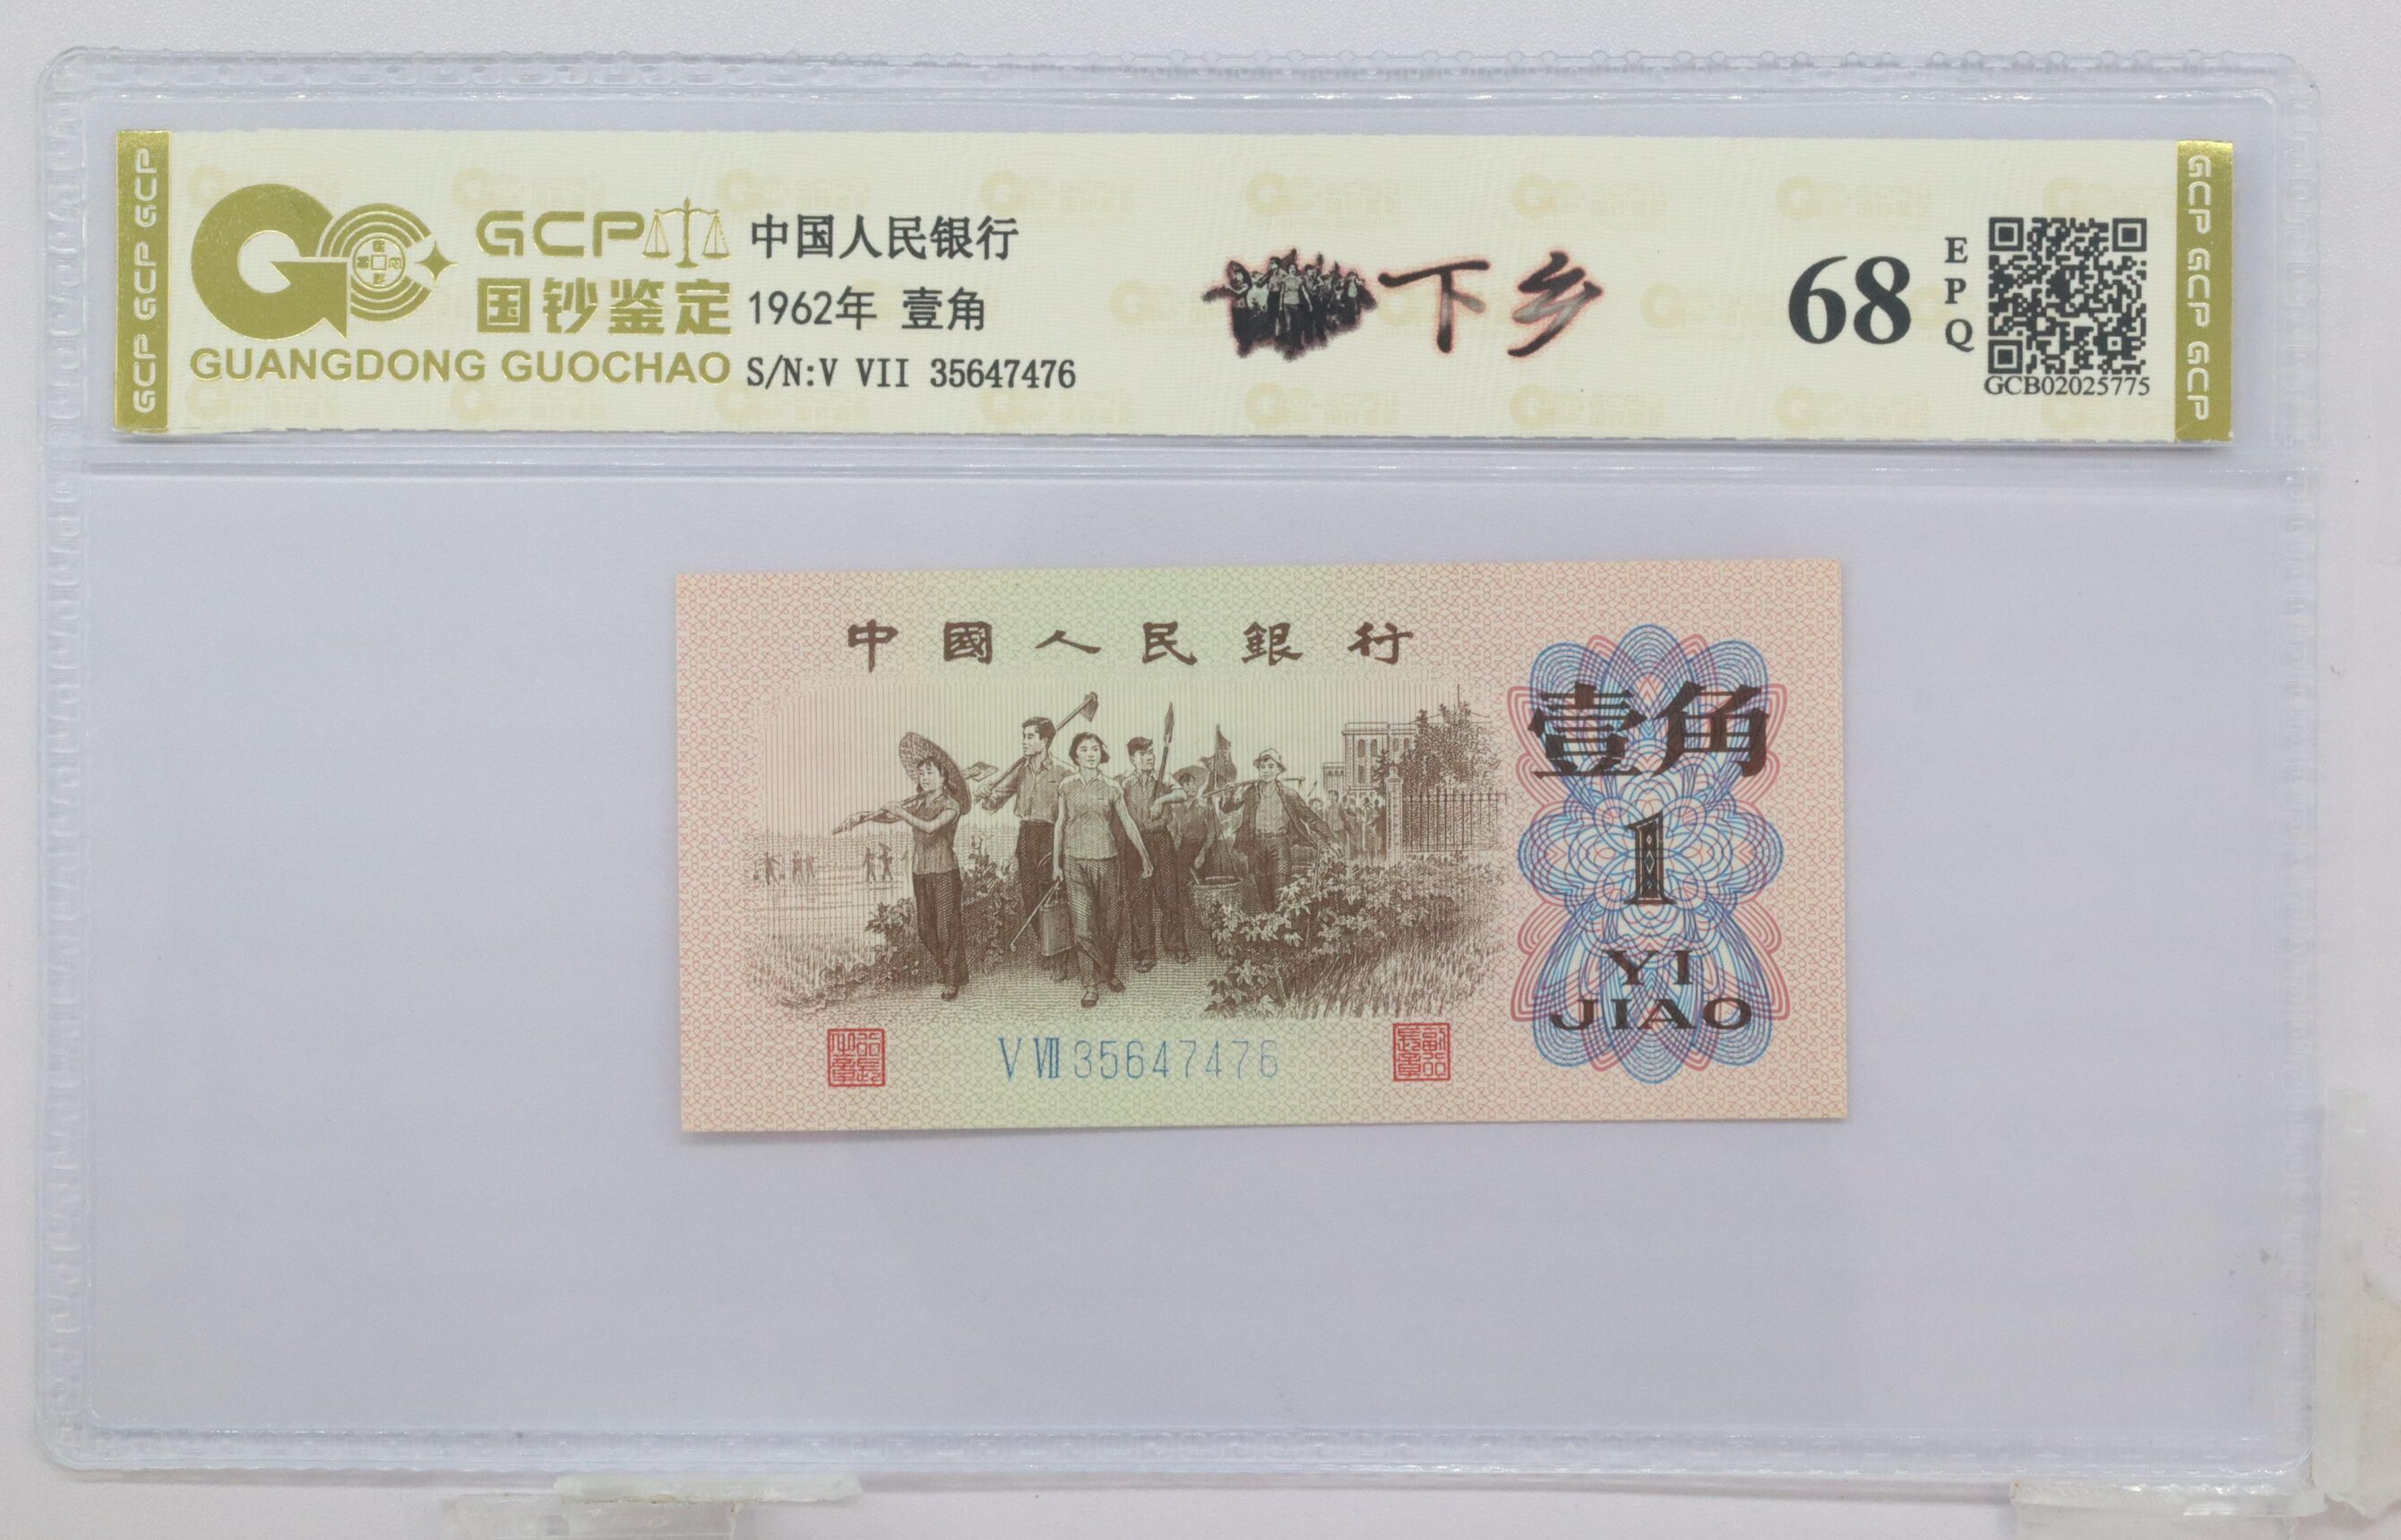 GCP GCP GCP
GCP
国钞鉴定
GUANGDONG GUOCHAO
中国人民银行
1962年 壹角
S/N:V VII 35647476
下乡
68
EPQ
GCB02025775
GCP GCP GCP
中國人民銀行
壹角
1
YI
JIAO
V VII 35647476